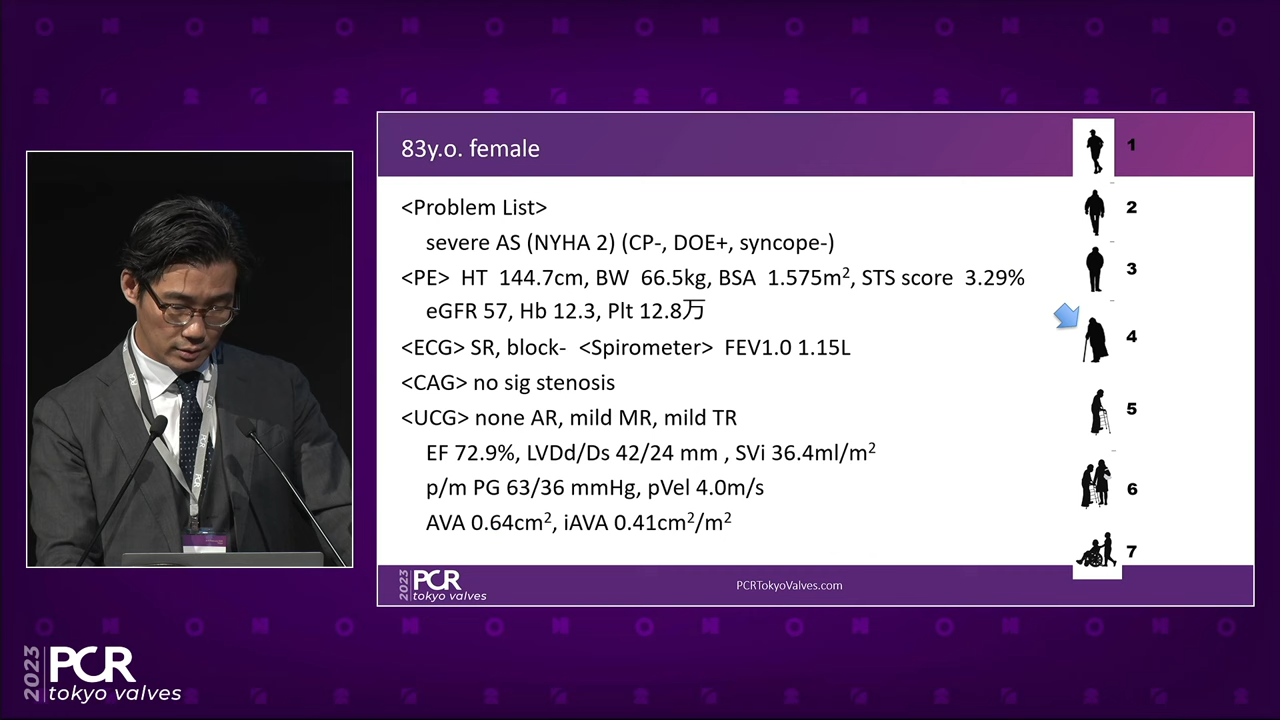 83y.o. female
<Problem List>
severe AS (NYHA 2) (CP-, DOE+, syncope-)
<PE> HT 144.7cm, BW 66.5kg, BSA 1.575m², STS score 3.29%
eGFR 57, Hb 12.3, Plt 12.8万
<ECG> SR, block- <Spirometer> FEV1.0 1.15L
<CAG> no sig stenosis
<UCG> none AR, mild MR, mild TR
EF 72.9%, LVDd/Ds 42/24 mm , SVi 36.4ml/m²
p/m PG 63/36 mmHg, pVel 4.0m/s
AVA 0.64cm², iAVA 0.41cm²/m²
1
2
3
4
5
6
7
2023 PCR
tokyo valves
PCRTokyoValves.com
2023 PCR
tokyo valves